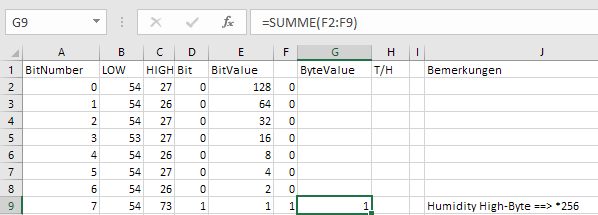 G9 =SUMME(F2:F9)
A B C D E F G H I J
1 BitNumber LOW HIGH Bit BitValue ByteValue T/H Bemerkungen
2 0 54 27 0 128 0
3 1 54 26 0 64 0
4 2 54 27 0 32 0
5 3 53 27 0 16 0
6 4 54 26 0 8 0
7 5 54 27 0 4 0
8 6 54 26 0 2 0
9 7 54 73 1 1 1 1 Humidity High-Byte ==> *256